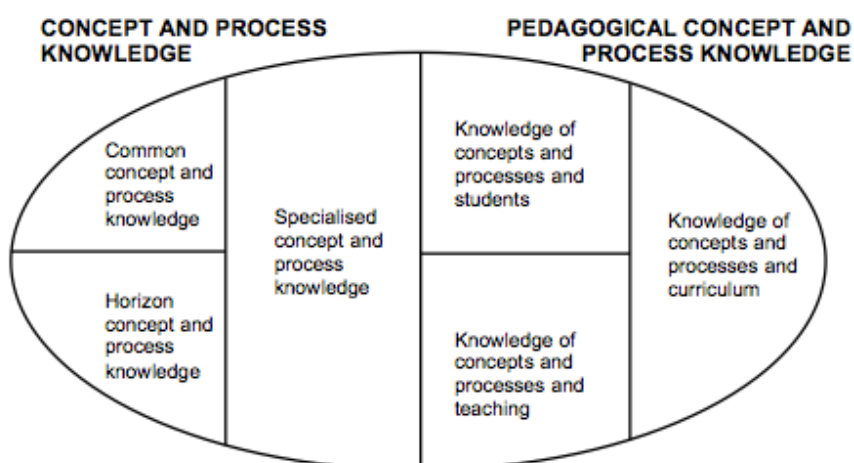 CONCEPT AND PROCESS
KNOWLEDGE
PEDAGOGICAL CONCEPT AND
PROCESS KNOWLEDGE
Common
concept and
process
knowledge
Horizon
concept and
process
knowledge
Specialised
concept and
process
knowledge
Knowledge of
concepts and
processes and
students
Knowledge of
concepts and
processes and
teaching
Knowledge of
concepts and
processes and
curriculum